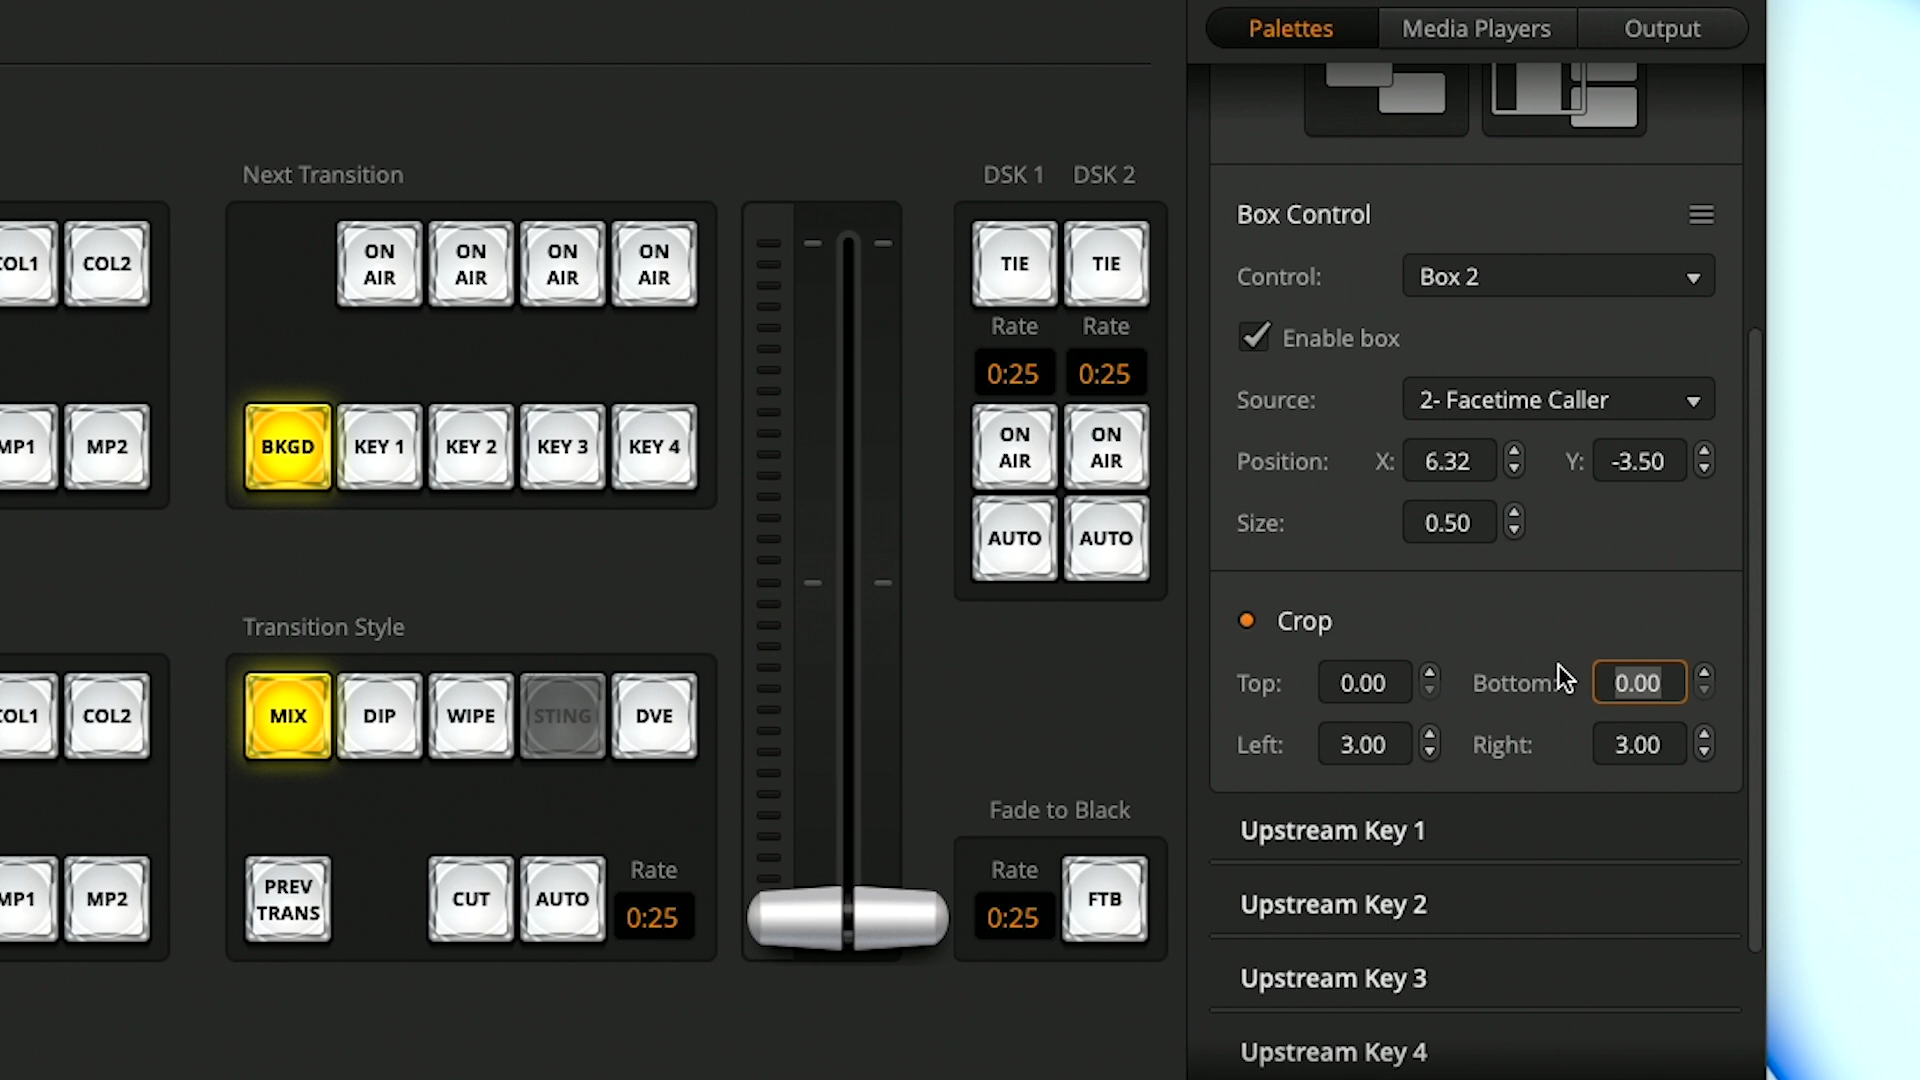 Palettes
Media Players
Output
Next Transition
DSK 1
DSK 2
COL1
COL2
ON AIR
ON AIR
ON AIR
ON AIR
TIE
TIE
Rate
Rate
0:25
0:25
MP1
MP2
BKGD
KEY 1
KEY 2
KEY 3
KEY 4
ON AIR
ON AIR
AUTO
AUTO
Transition Style
COL1
COL2
MIX
DIP
WIPE
STING
DVE
Fade to Black
MP1
MP2
PREV TRANS
CUT
AUTO
Rate
0:25
Rate
0:25
FTB
Box Control
Control:
Box 2
Enable box
Source:
2- Facetime Caller
Position:
X:
6.32
Y:
-3.50
Size:
0.50
Crop
Top:
0.00
Bottom:
0.00
Left:
3.00
Right:
3.00
Upstream Key 1
Upstream Key 2
Upstream Key 3
Upstream Key 4